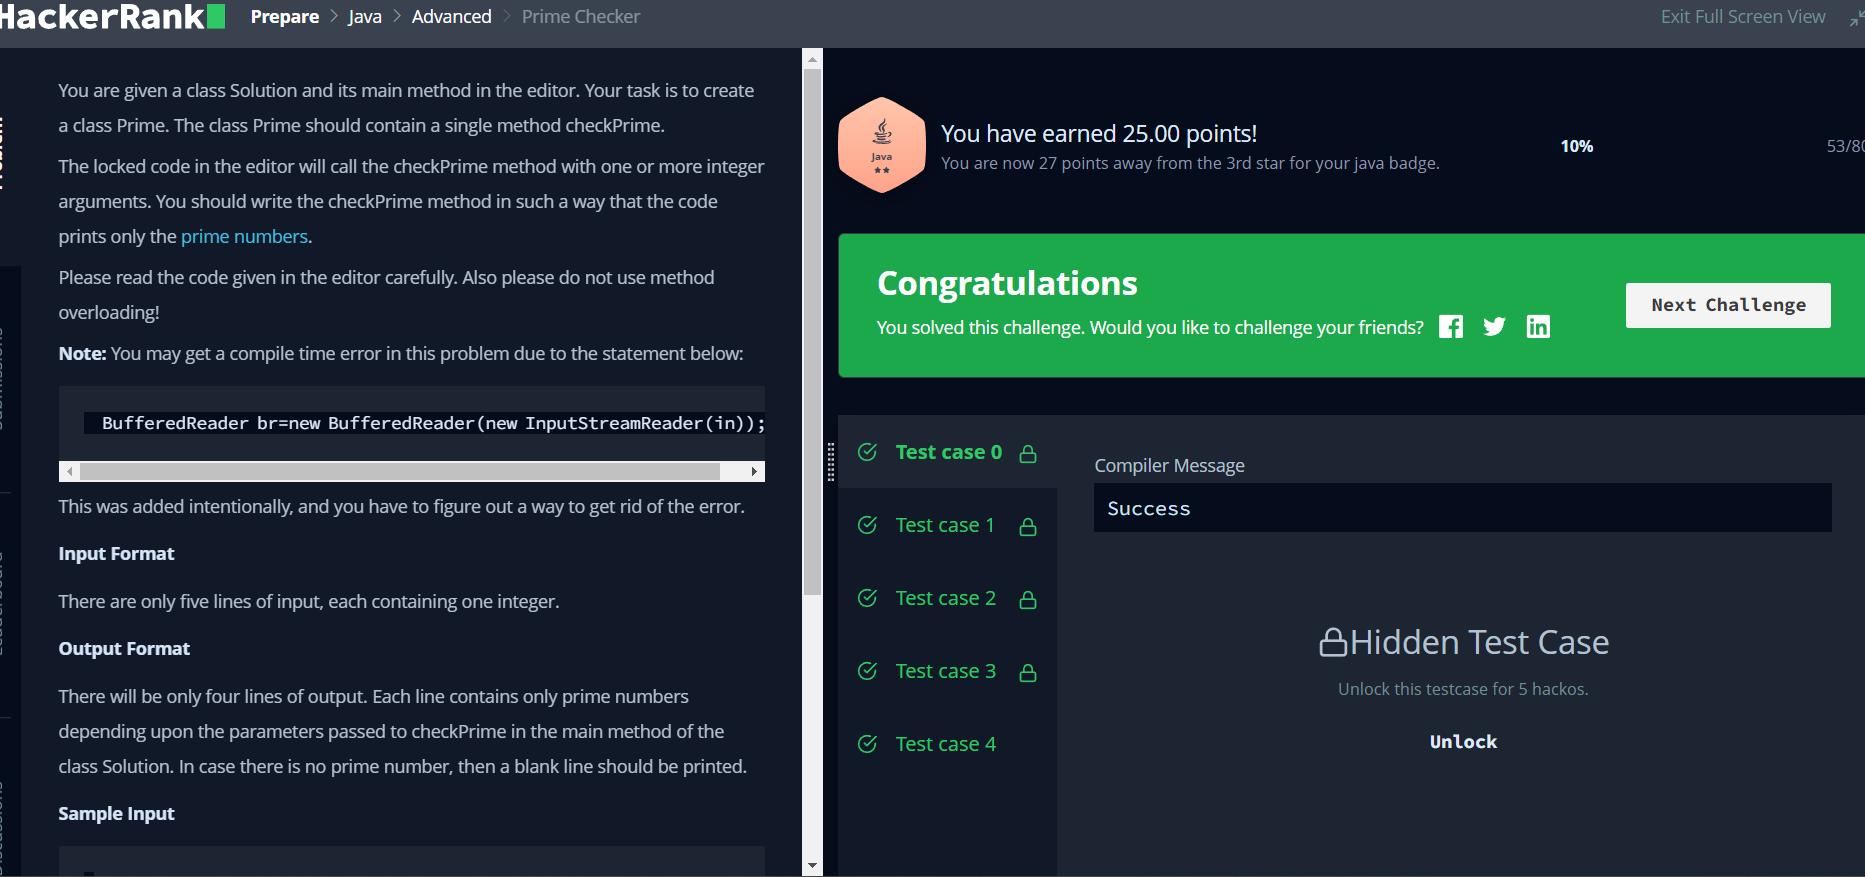 HackerRank
Prepare > Java > Advanced > Prime Checker
Exit Full Screen View
You are given a class Solution and its main method in the editor. Your task is to create
a class Prime. The class Prime should contain a single method checkPrime.
The locked code in the editor will call the checkPrime method with one or more integer
arguments. You should write the checkPrime method in such a way that the code
prints only the prime numbers.
Please read the code given in the editor carefully. Also please do not use method
overloading!
Note: You may get a compile time error in this problem due to the statement below:
BufferedReader br=new BufferedReader(new InputStreamReader(in));
This was added intentionally, and you have to figure out a way to get rid of the error.
Input Format
There are only five lines of input, each containing one integer.
Output Format
There will be only four lines of output. Each line contains only prime numbers
depending upon the parameters passed to checkPrime in the main method of the
class Solution. In case there is no prime number, then a blank line should be printed.
Sample Input
Java
You have earned 25.00 points!
You are now 27 points away from the 3rd star for your java badge.
10%
53/80
Congratulations
You solved this challenge. Would you like to challenge your friends?
Next Challenge
Test case 0
Test case 1
Test case 2
Test case 3
Test case 4
Compiler Message
Success
Hidden Test Case
Unlock this testcase for 5 hackos.
Unlock